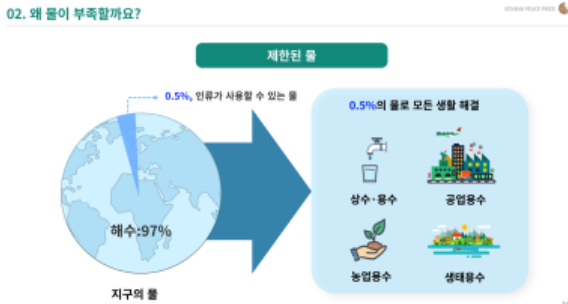 02. 왜 물이 부족할까요?
제한된 물
0.5%, 인류가 사용할 수 있는 물
0.5%의 물로 모든 생활 해결
상수·용수
공업용수
해수:97%
농업용수
생태용수
지구의 물